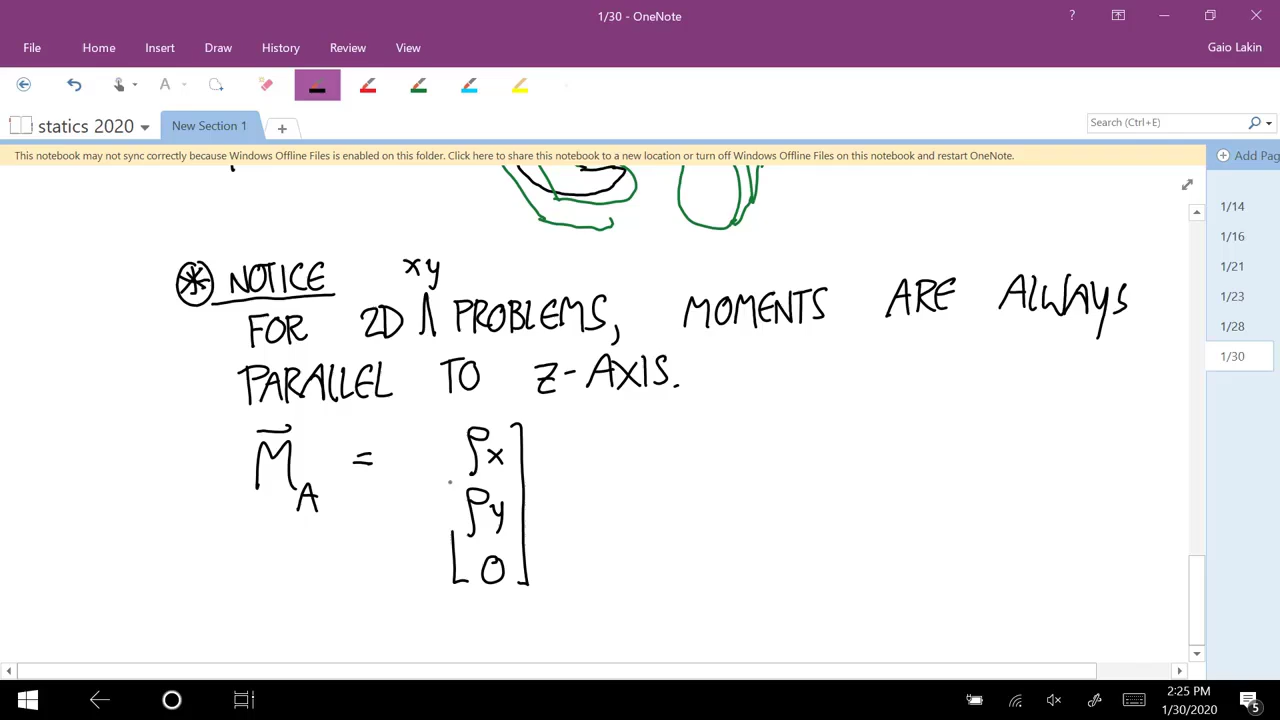 1/30 - OneNote
?
File Home Insert Draw History Review View
Gaio Lakin
A
statics 2020
New Section 1
+
Search (Ctrl+E)
This notebook may not sync correctly because Windows Offline Files is enabled on this folder. Click here to share this notebook to a new location or turn off Windows Offline Files on this notebook and restart OneNote.
Add Pag
1/14
1/16
1/21
1/23
1/28
1/30
* NOTICE
xy
FOR 2D ∧ PROBLEMS, MOMENTS ARE ALWAYS
PARALLEL TO Z-AXIS.
M⃗_A =
ρx
ρy
0
2:25 PM
1/30/2020
5